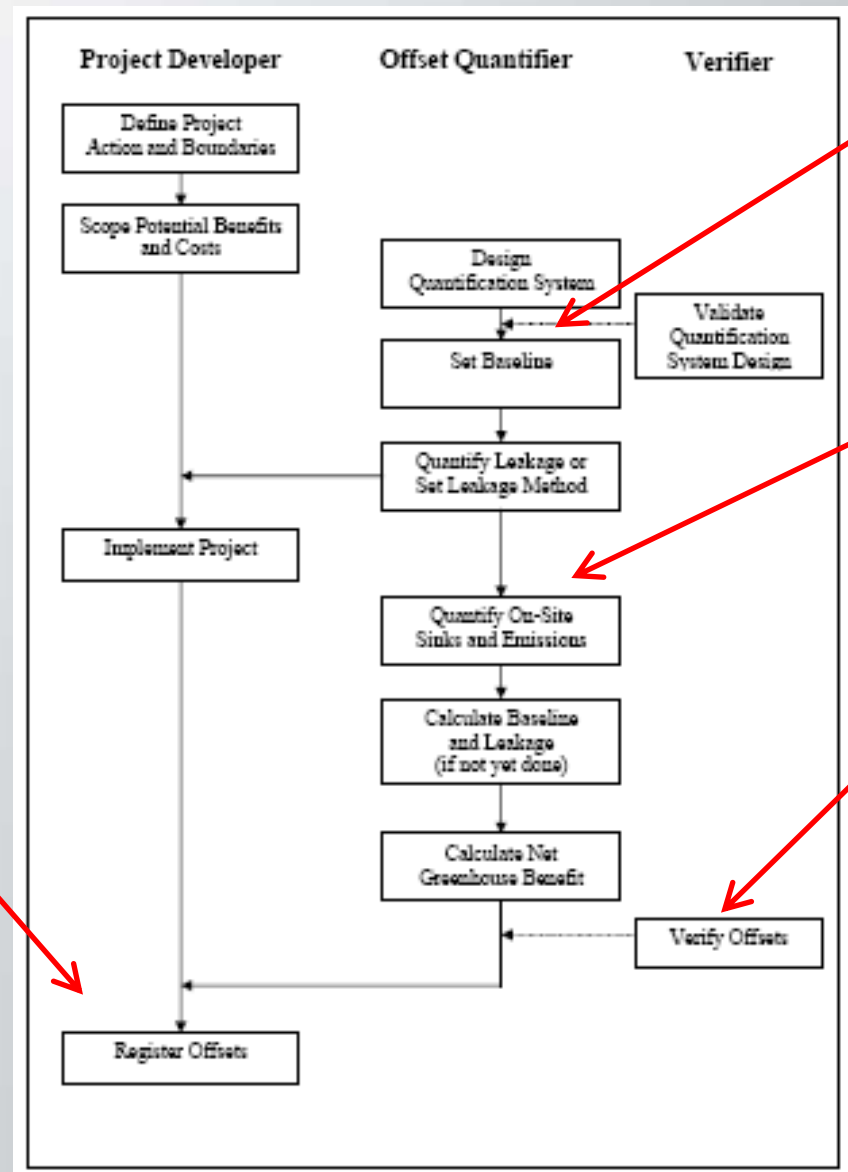 Project Developer
Offset Quantifier
Verifier
Define Project
Action and Boundaries
Scope Potential Benefits
and Costs
Design
Quantification System
Validate
Quantification
System Design
Set Baseline
Quantify Leakage or
Set Leakage Method
Implement Project
Quantify On-Site
Sinks and Emissions
Calculate Baseline
and Leakage
(if not yet done)
Calculate Net
Greenhouse Benefit
Verify Offsets
Register Offsets